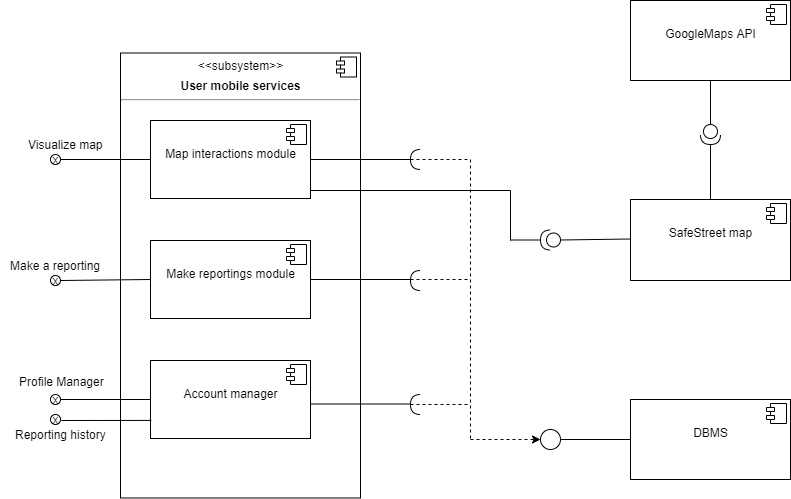 GoogleMaps API
<<subsystem>>
User mobile services
Visualize map
x
Map interactions module
SafeStreet map
Make a reporting
x
Make reportings module
Profile Manager
x
Account manager
x
Reporting history
DBMS